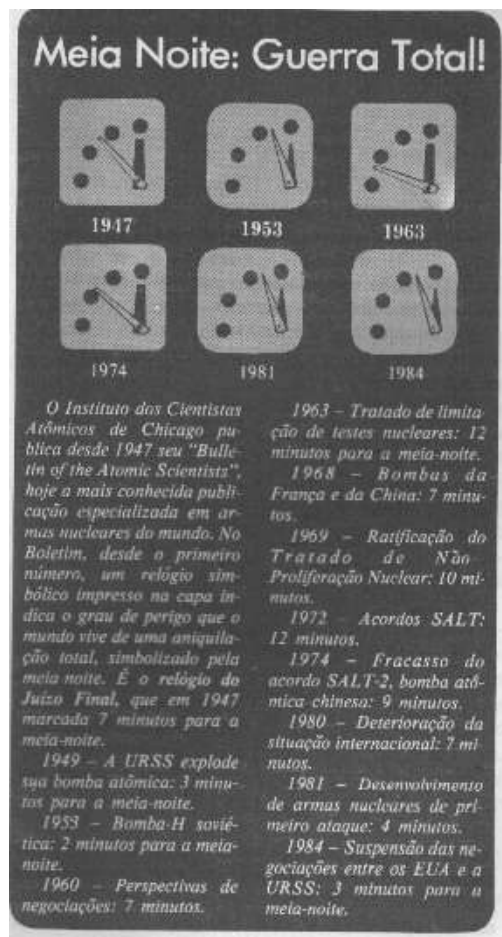 Meia Noite: Guerra Total!
1947
1953
1963
1974
1981
1984
O Instituto dos Cientistas
Atômicos de Chicago pu-
blica desde 1947 seu "Bulle-
tin of the Atomic Scientists",
hoje a mais conhecida publi-
cação especializada em ar-
mas nucleares do mundo. No
Boletim, desde o primeiro
número, um relógio sim-
bólico impresso na capa in-
dica o grau de perigo que o
mundo vive de uma aniquila-
ção total, simbolizado pela
meia noite. É o relógio do
Juízo Final, que em 1947
marcada 7 minutos para a
meia-noite.
1949 – A URSS explode
sua bomba atômica: 3 minu-
tos para a meia-noite.
1953 – Bomba-H sovié-
tica: 2 minutos para a meia-
noite.
1960 – Perspectivas de
negociações: 7 minutos.
1963 – Tratado de limita-
ção de testes nucleares: 12
minutos para a meia-noite.
1968 – Bombas da
França e da China: 7 minu-
tos.
1969 – Ratificação do
Tratado de Não
Proliferação Nuclear: 10 mi-
nutos.
1972 – Acordos SALT:
12 minutos.
1974 – Fracasso do
acordo SALT-2, bomba atô-
mica chinesa: 9 minutos.
1980 – Deterioração da
situação internacional: 7 mi-
nutos.
1981 – Desenvolvimento
de armas nucleares de pri-
meiro ataque: 4 minutos.
1984 – Suspensão das ne-
gociações entre os EUA e a
URSS: 3 minutos para a
meia-noite.